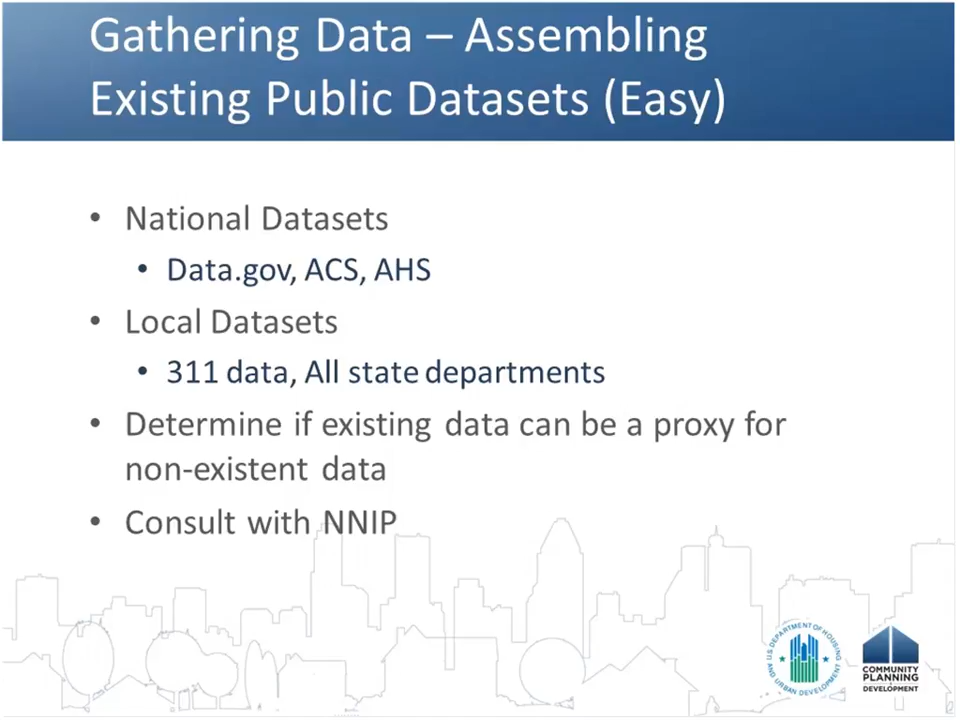 Gathering Data – Assembling
Existing Public Datasets (Easy)
• National Datasets
• Data.gov, ACS, AHS
• Local Datasets
• 311 data, All state departments
• Determine if existing data can be a proxy for
non-existent data
• Consult with NNIP
U.S. DEPARTMENT OF HOUSING
AND URBAN DEVELOPMENT
COMMUNITY
PLANNING
DEVELOPMENT